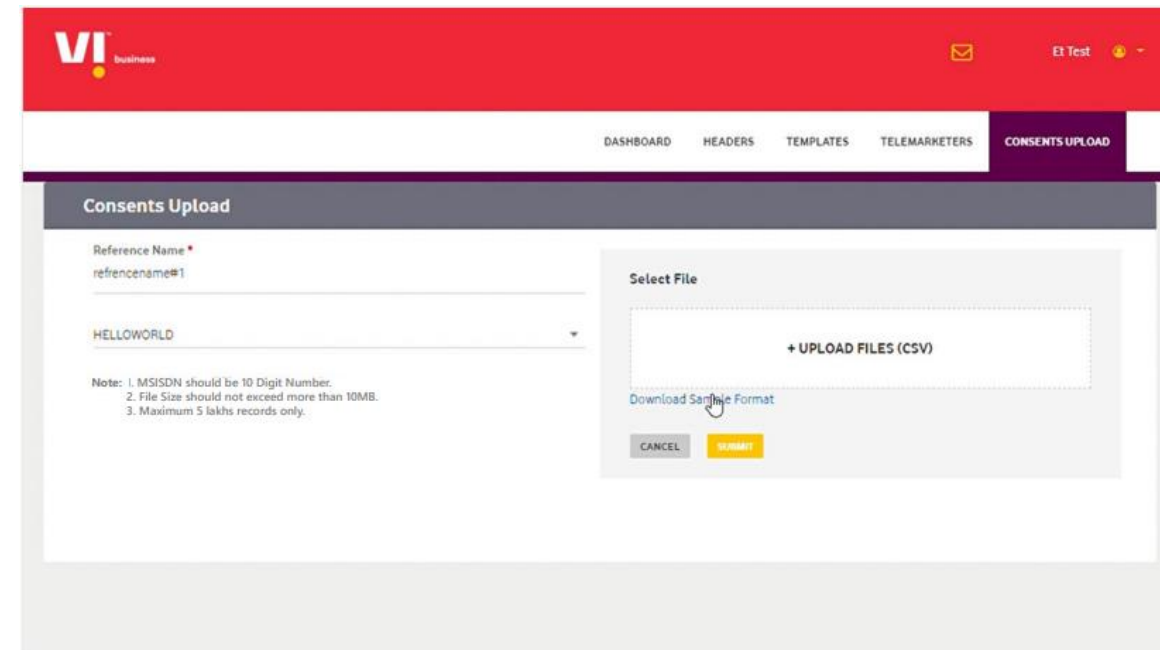 VI™ business
Et Test
DASHBOARD HEADERS TEMPLATES TELEMARKETERS CONSENTS UPLOAD
Consents Upload
Reference Name *
refrencename#1
HELLOWORLD
Note: 1. MSISDN should be 10 Digit Number.
2. File Size should not exceed more than 10MB.
3. Maximum 5 lakhs records only.
Select File
+ UPLOAD FILES (CSV)
Download Sample Format
CANCEL SUBMIT